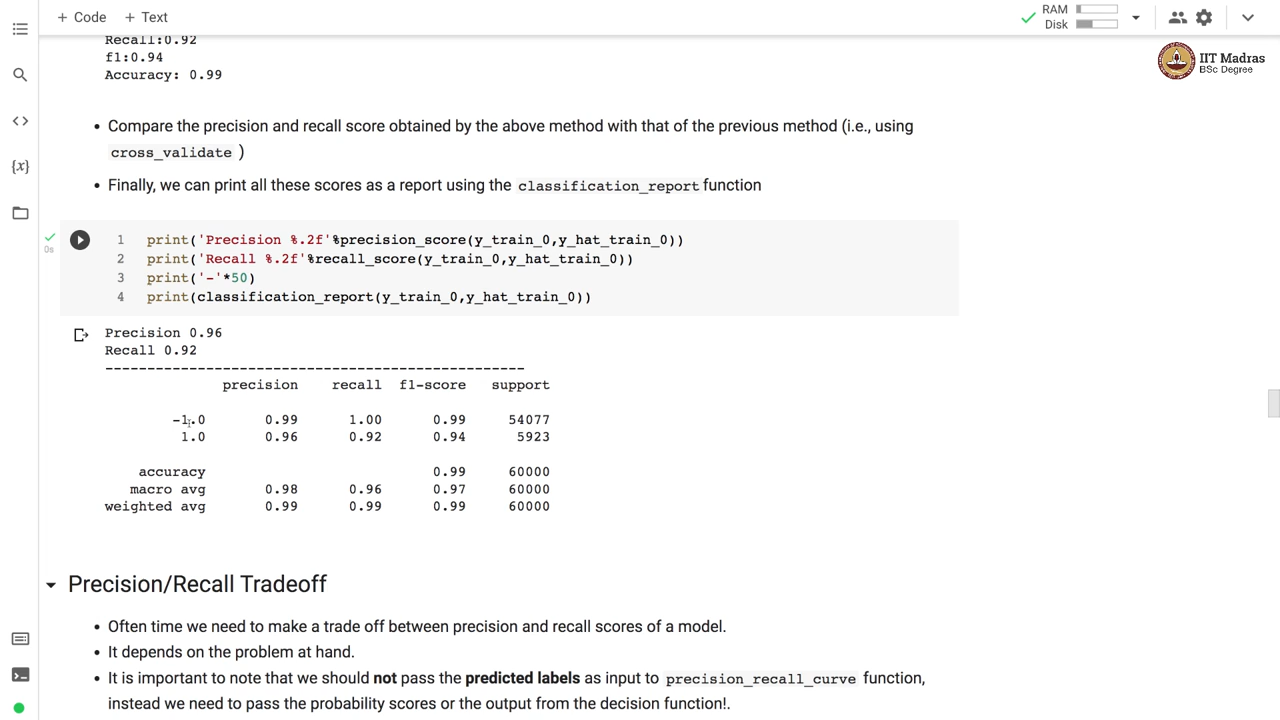 + Code + Text
RAM
Disk
IIT Madras
BSc Degree
Recall:0.92
f1:0.94
Accuracy: 0.99
• Compare the precision and recall score obtained by the above method with that of the previous method (i.e., using
cross_validate )
• Finally, we can print all these scores as a report using the classification_report function
0s
1 print('Precision %.2f'%precision_score(y_train_0,y_hat_train_0))
2 print('Recall %.2f'%recall_score(y_train_0,y_hat_train_0))
3 print('-'*50)
4 print(classification_report(y_train_0,y_hat_train_0))
Precision 0.96
Recall 0.92
--------------------------------------------------
precision recall f1-score support
-1.0 0.99 1.00 0.99 54077
1.0 0.96 0.92 0.94 5923
accuracy 0.99 60000
macro avg 0.98 0.96 0.97 60000
weighted avg 0.99 0.99 0.99 60000
Precision/Recall Tradeoff
• Often time we need to make a trade off between precision and recall scores of a model.
• It depends on the problem at hand.
• It is important to note that we should not pass the predicted labels as input to precision_recall_curve function,
instead we need to pass the probability scores or the output from the decision function!.